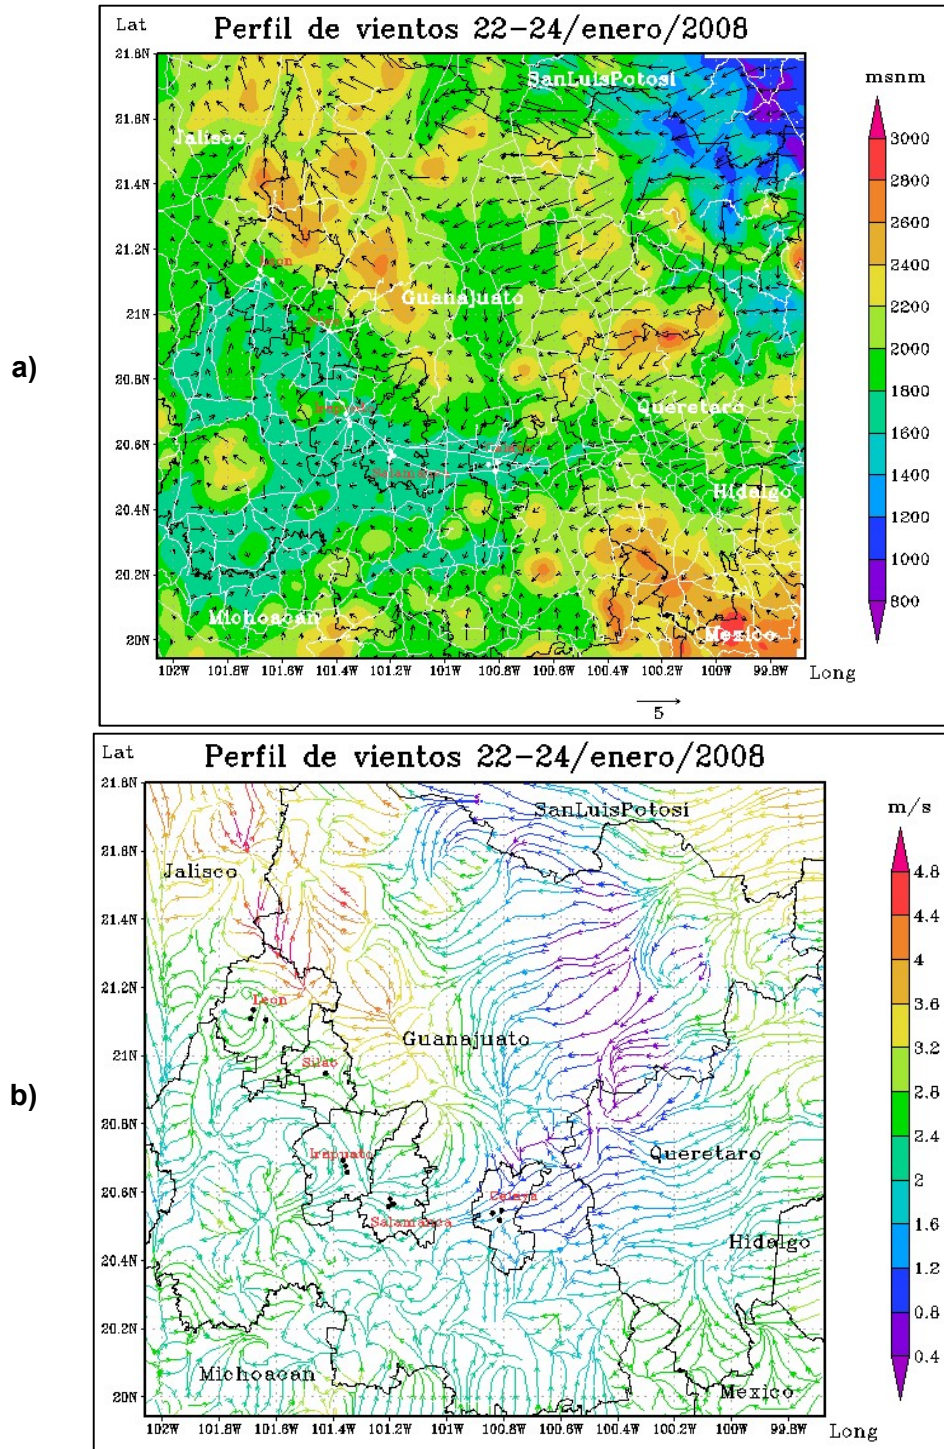 Lat
Perfil de vientos 22-24/enero/2008
21.8N
SanLuisPotosi
msnm
21.6N
Jalisco
3000
2800
21.4N
2600
21.2N
Leon
2400
Guanajuato
2200
21N
a)
2000
20.8N
1800
Queretaro
Irapuato
1600
20.6N
Celaya
1400
Salamanca
Hidalgo
20.4N
1200
1000
20.2N
800
Michoacan
20N
Mexico
102W 101.8W 101.6W 101.4W 101.2W 101W 100.8W 100.6W 100.4W 100.2W 100W 99.8W
Long
5
Lat
Perfil de vientos 22-24/enero/2008
21.8N
m/s
SanLuisPotosi
21.6N
Jalisco
4.8
21.4N
4.4
4
21.2N
Leon
3.6
Guanajuato
3.2
21N
Silao
2.8
b)
20.8N
2.4
Irapuato
Queretaro
2
20.6N
Celaya
1.6
Salamanca
Hidalgo
20.4N
1.2
0.8
20.2N
0.4
Michoacan
Mexico
20N
102W 101.8W 101.6W 101.4W 101.2W 101W 100.8W 100.6W 100.4W 100.2W 100W 99.8W
Long